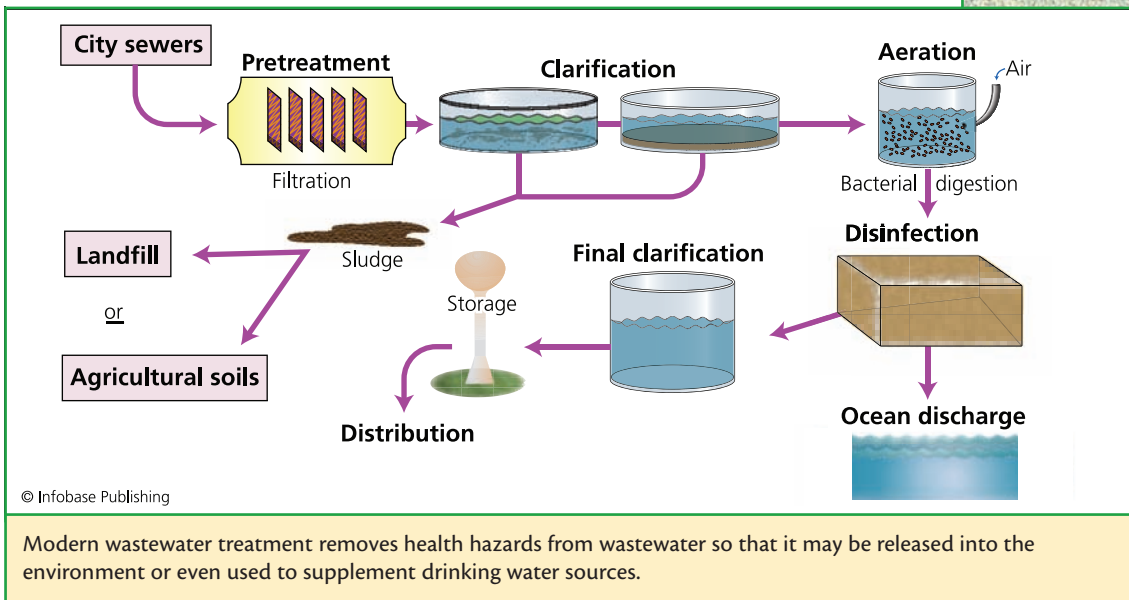 City sewers
Pretreatment
Filtration
Clarification
Aeration
Air
Bacterial digestion
Sludge
Landfill
or
Agricultural soils
Disinfection
Final clarification
Storage
Distribution
Ocean discharge
© Infobase Publishing
Modern wastewater treatment removes health hazards from wastewater so that it may be released into the
environment or even used to supplement drinking water sources.